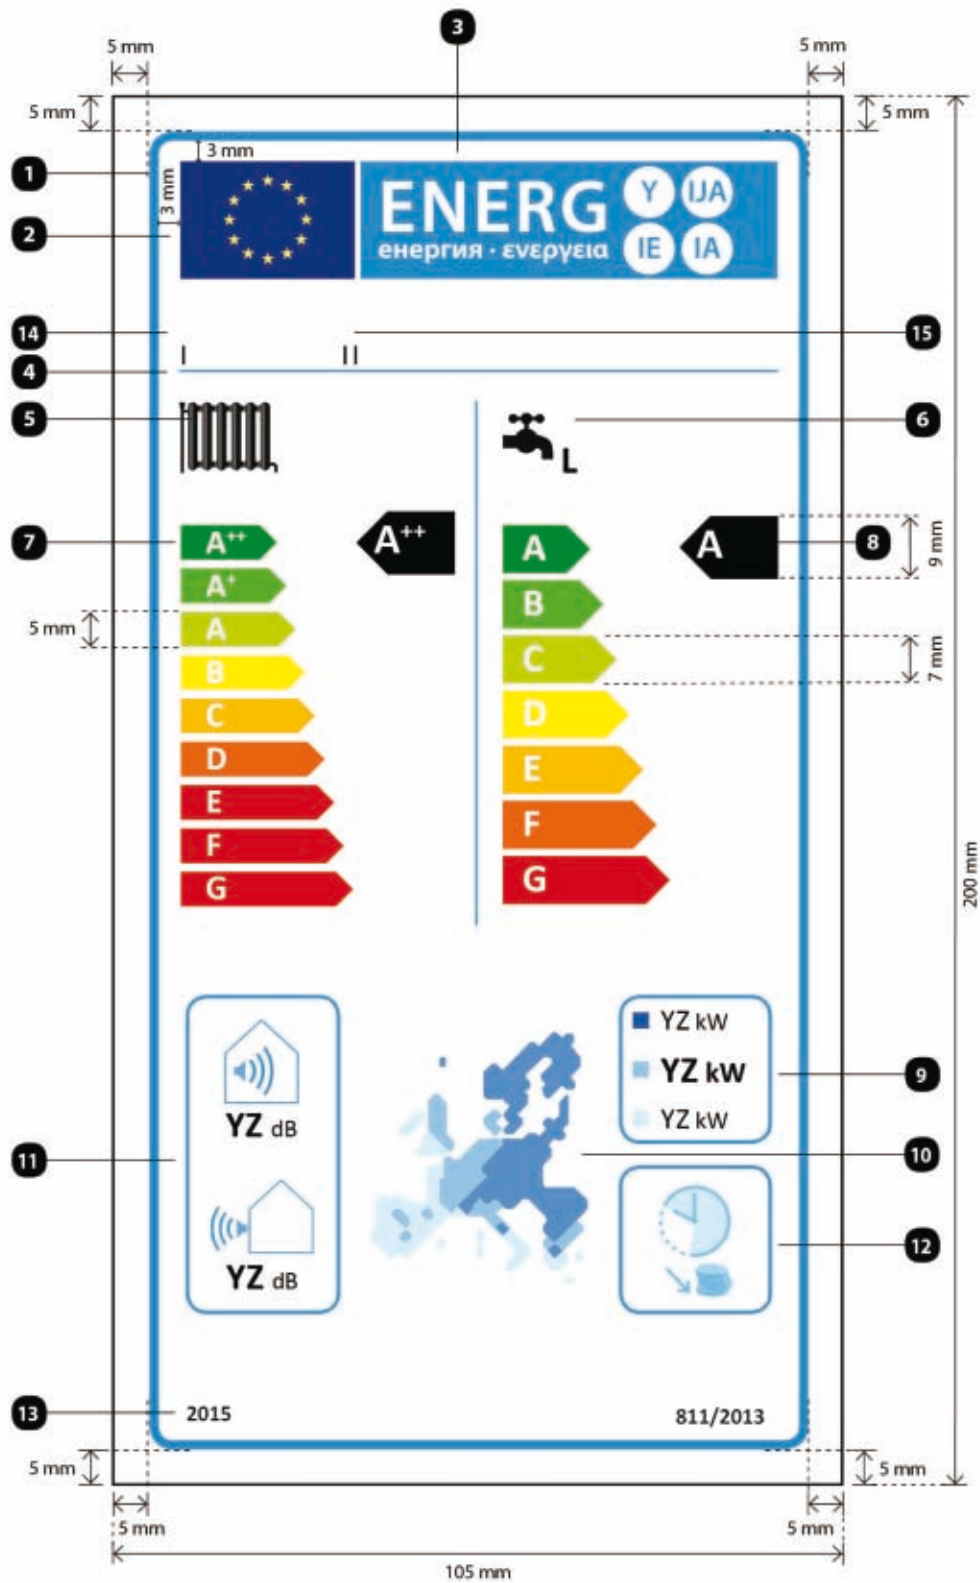 3
5 mm
5 mm
5 mm
5 mm
3 mm
1
3 mm
2
ENERG
Y
IJA
енергия · ενεργεια
IE
IA
14
I
II
15
4
5
6
L
7
A++
A++
A
A
8
9 mm
A+
B
5 mm
A
C
7 mm
B
D
C
E
D
F
E
G
F
G
200 mm
YZ kW
YZ kW
9
YZ kW
YZ dB
11
10
12
YZ dB
13
2015
811/2013
5 mm
5 mm
5 mm
5 mm
105 mm